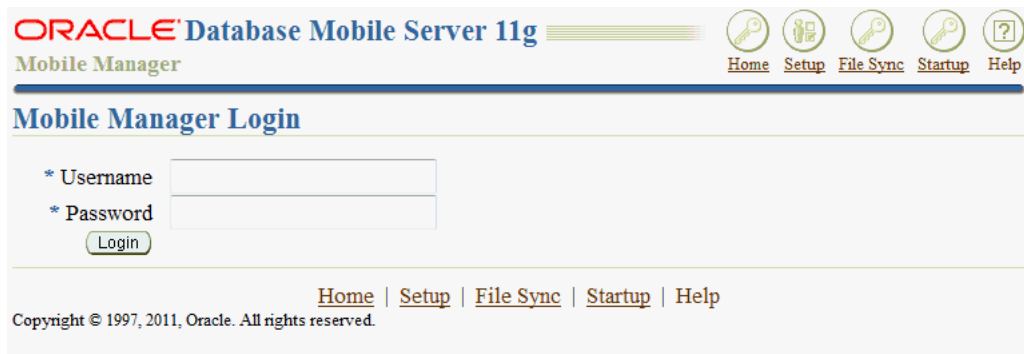 ORACLE Database Mobile Server 11g
Mobile Manager
Home Setup File Sync Startup Help
Mobile Manager Login
* Username
* Password
Login
Home | Setup | File Sync | Startup | Help
Copyright © 1997, 2011, Oracle. All rights reserved.